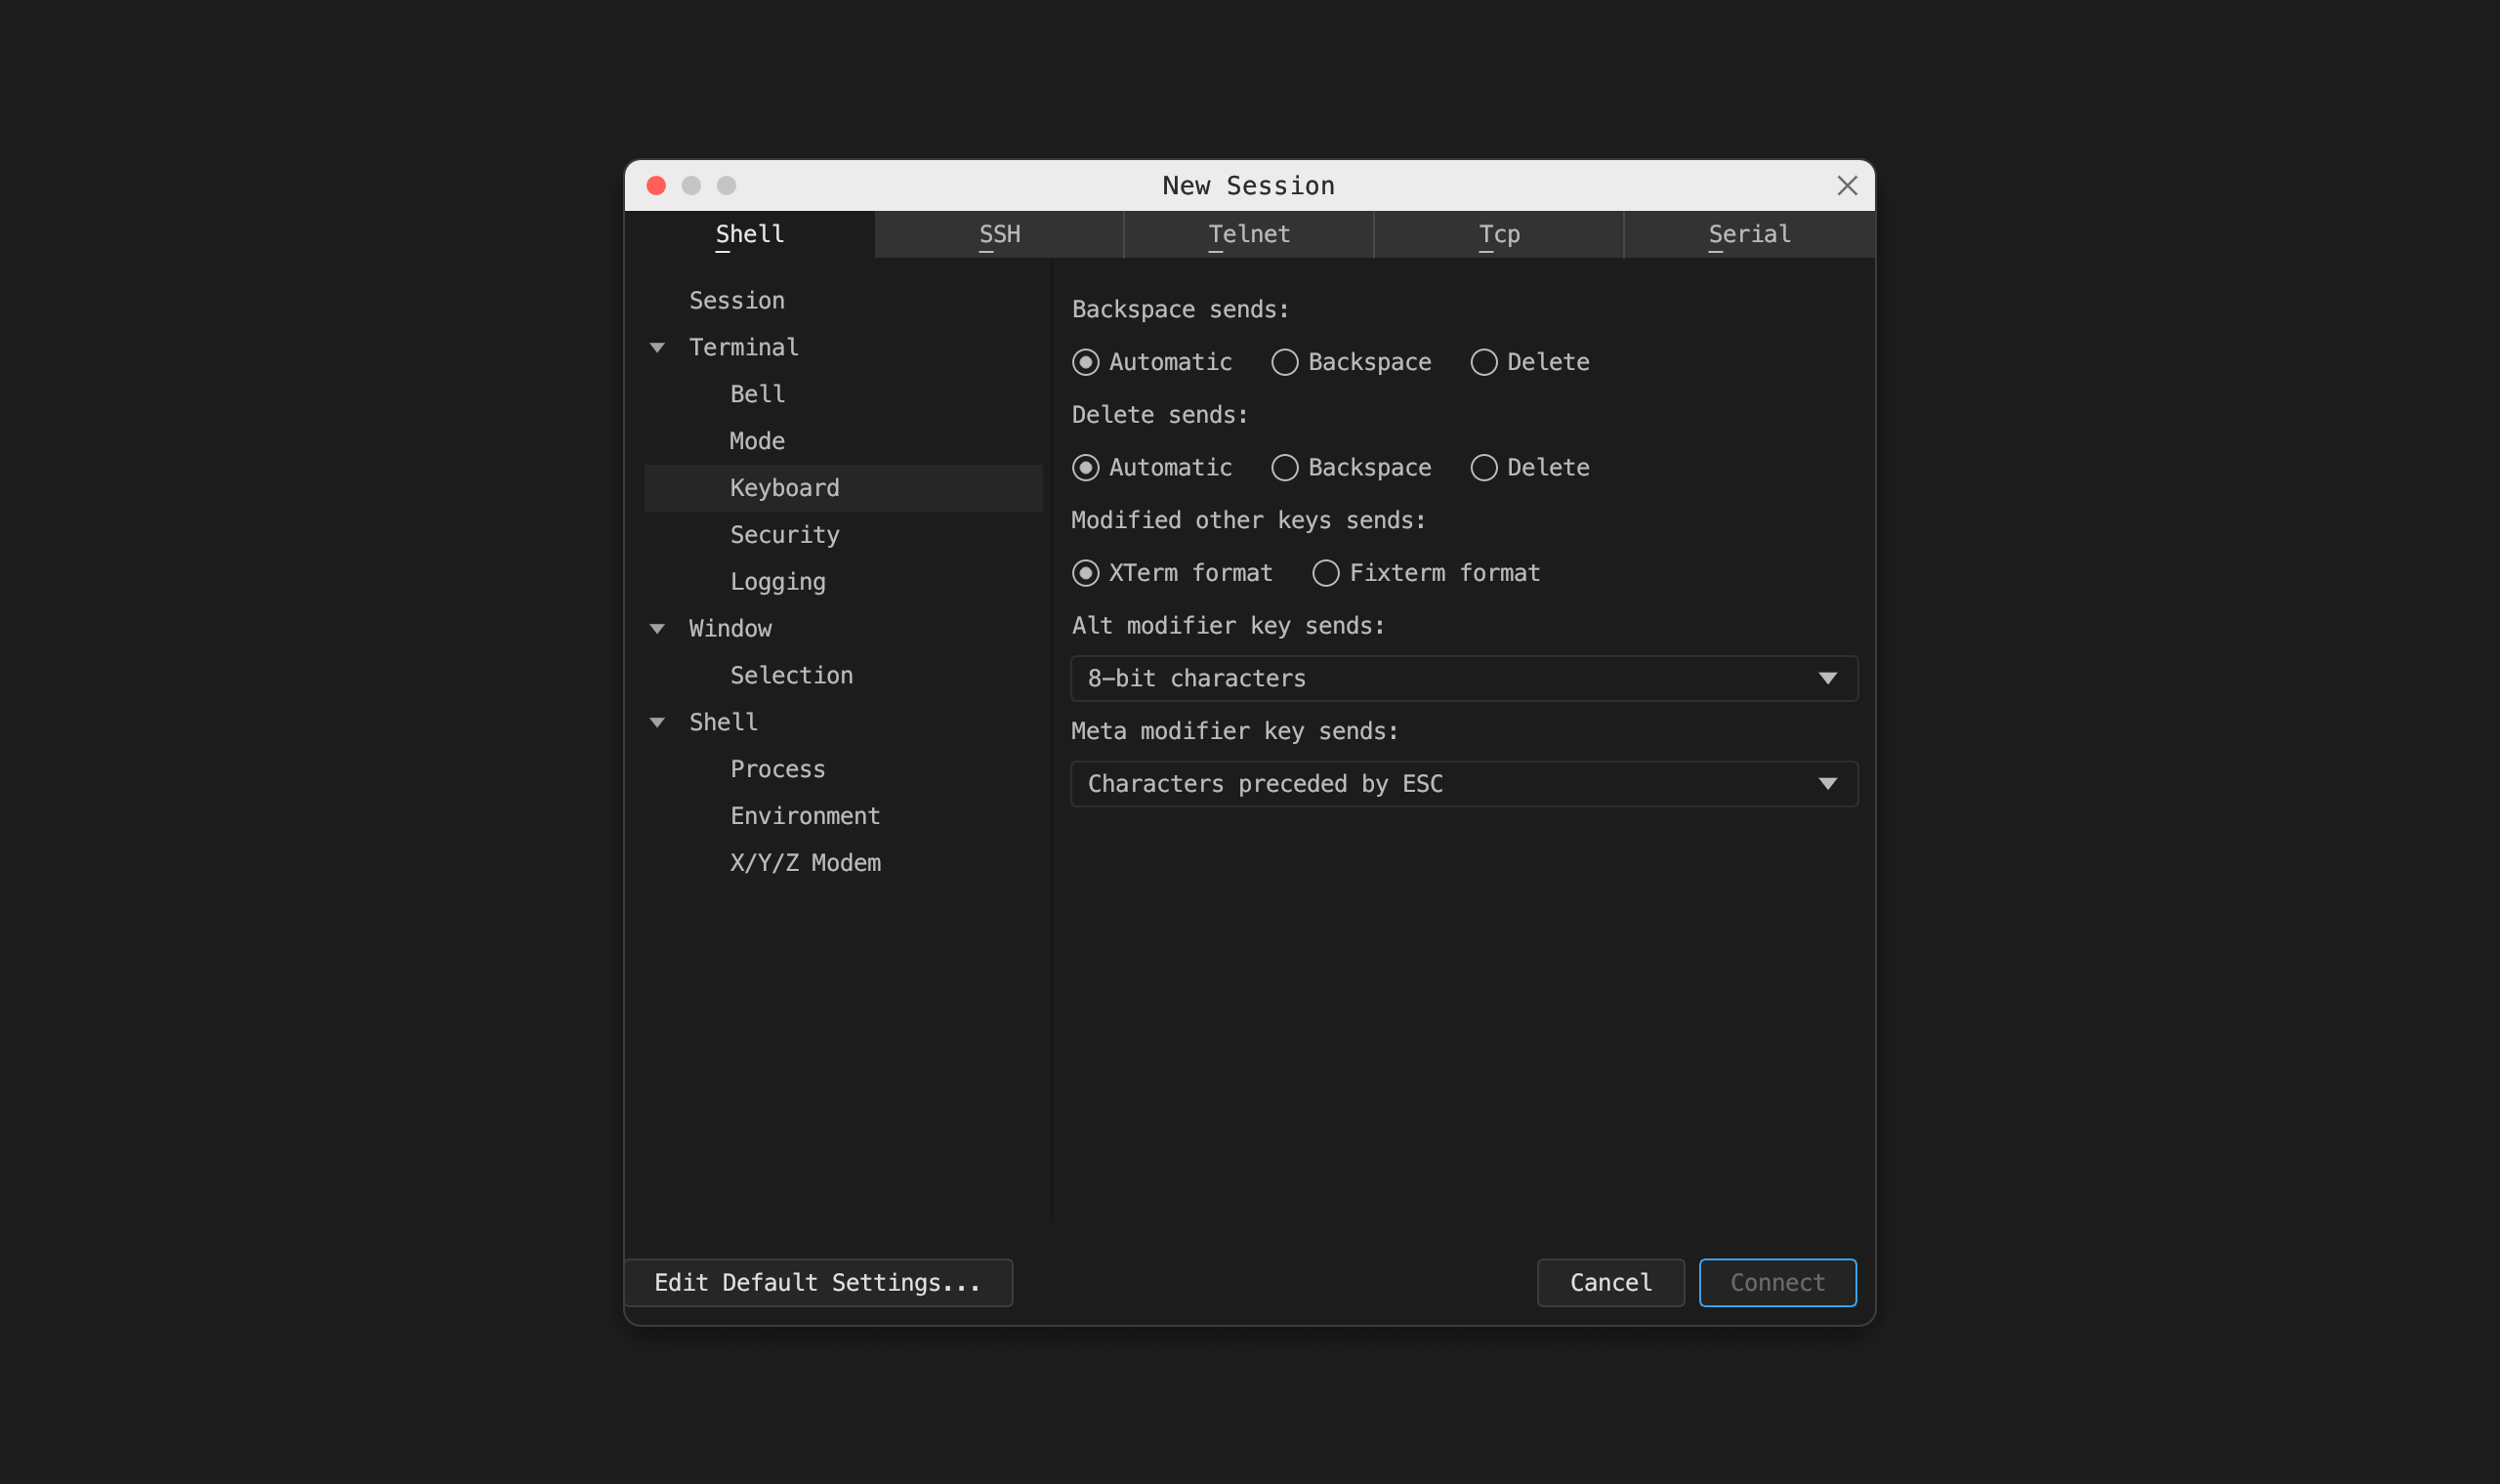 New Session
Shell SSH Telnet Tcp Serial
Session
Terminal
Bell
Mode
Keyboard
Security
Logging
Window
Selection
Shell
Process
Environment
X/Y/Z Modem
Backspace sends:
Automatic Backspace Delete
Delete sends:
Automatic Backspace Delete
Modified other keys sends:
XTerm format Fixterm format
Alt modifier key sends:
8-bit characters
Meta modifier key sends:
Characters preceded by ESC
Edit Default Settings... Cancel Connect